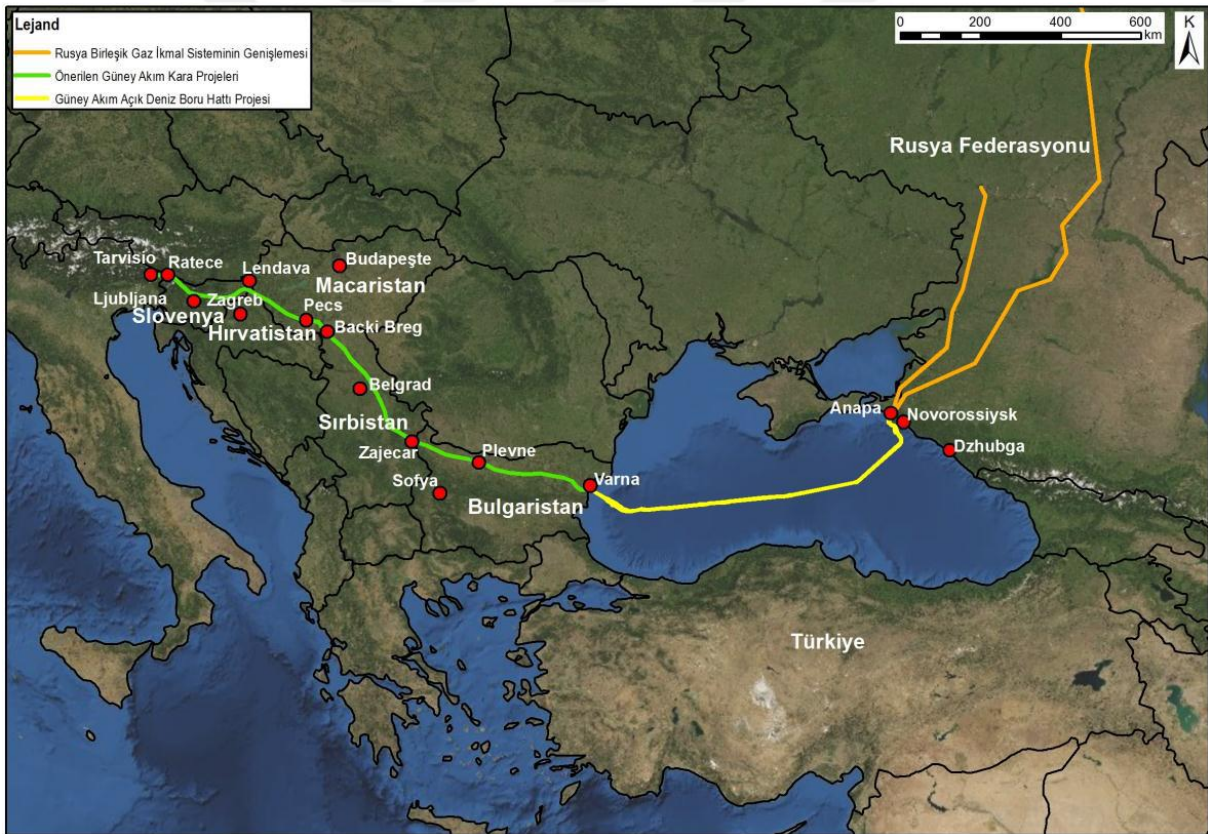 Lejand
Rusya Birleşik Gaz İkmal Sisteminin Genişlemesi
Önerilen Güney Akım Kara Projeleri
Güney Akım Açık Deniz Boru Hattı Projesi
0 200 400 600
km
K
Rusya Federasyonu
Budapeşte
Tarvisio
Ratece
Lendava
Macaristan
Ljubljana
Zagreb
Slovenya
Pecs
Hırvatistan
Backi Breg
Belgrad
Anapa
Novorossiysk
Sırbistan
Zajecar
Plevne
Dzhubga
Sofya
Varna
Bulgaristan
Türkiye